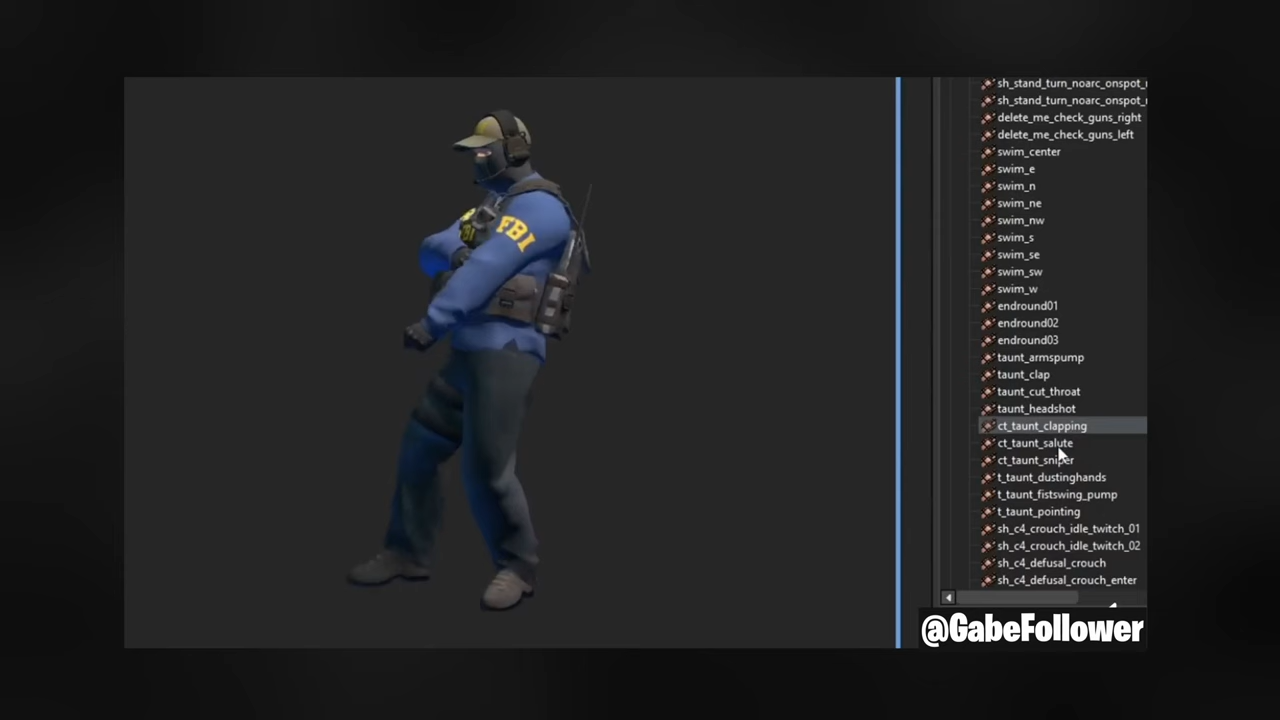 sh_stand_turn_noarc_onspot_
sh_stand_turn_noarc_onspot_
delete_me_check_guns_right
delete_me_check_guns_left
swim_center
swim_e
swim_n
swim_ne
swim_nw
swim_s
swim_se
swim_sw
swim_w
endround01
endround02
endround03
taunt_armspump
taunt_clap
taunt_cut_throat
taunt_headshot
ct_taunt_clapping
ct_taunt_salute
ct_taunt_sniper
t_taunt_dustinghands
t_taunt_fistswing_pump
t_taunt_pointing
sh_c4_crouch_idle_twitch_01
sh_c4_crouch_idle_twitch_02
sh_c4_defusal_crouch
sh_c4_defusal_crouch_enter
FBI
@GabeFollower